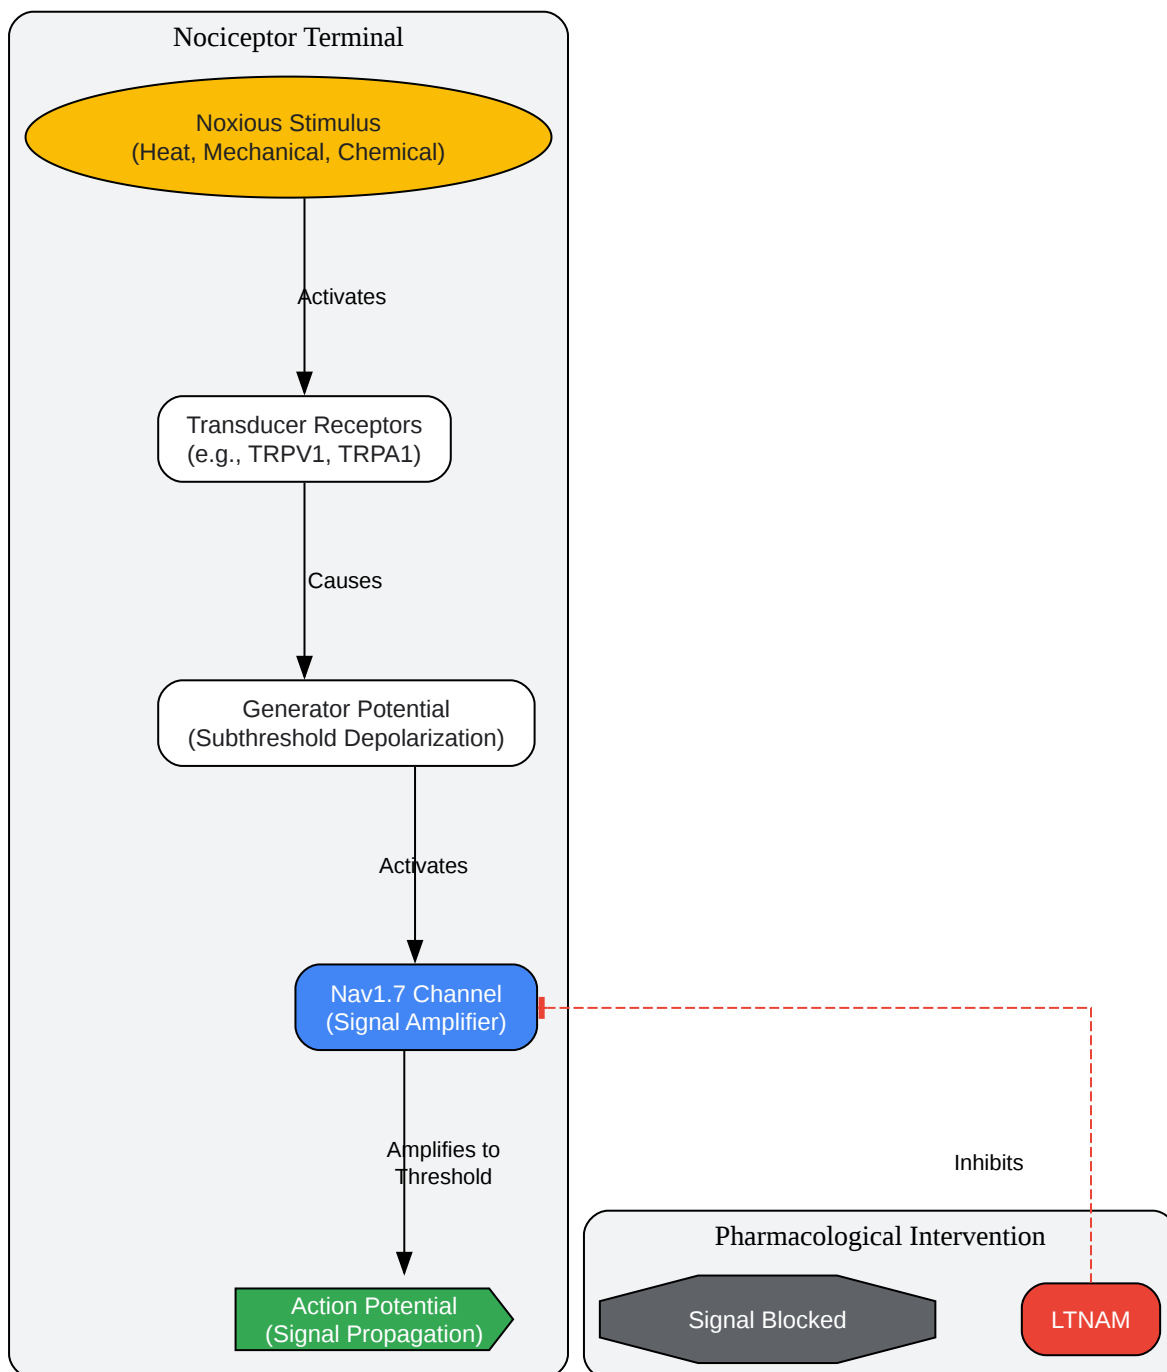 Nociceptor Terminal
Noxious Stimulus
(Heat, Mechanical, Chemical)
Activates
Transducer Receptors
(e.g., TRPV1, TRPA1)
Causes
Generator Potential
(Subthreshold Depolarization)
Activates
Nav1.7 Channel
(Signal Amplifier)
Amplifies to
Threshold
Inhibits
Pharmacological Intervention
Action Potential
(Signal Propagation)
Signal Blocked
LTNAM